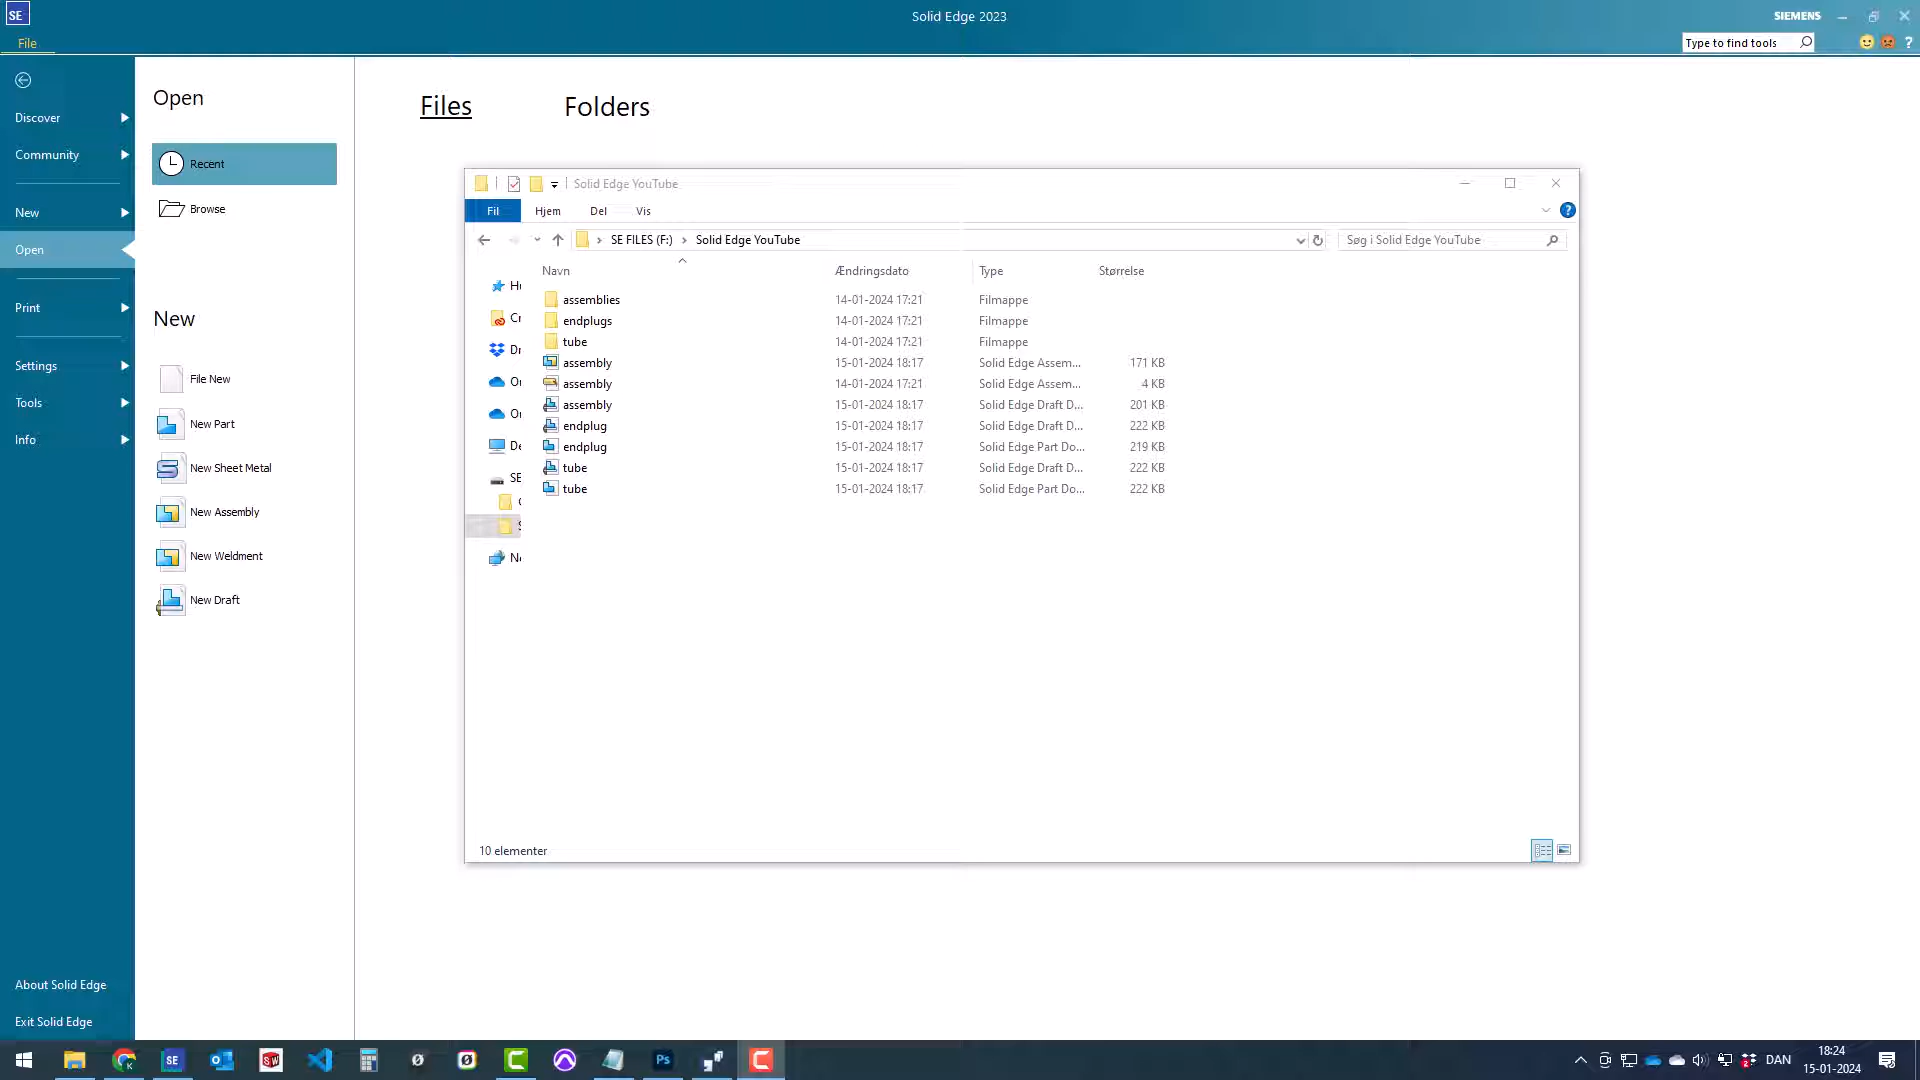 SE
Solid Edge 2023
SIEMENS
File
Type to find tools
?
Discover
Community
New
Open
Print
Settings
Tools
Info
About Solid Edge
Exit Solid Edge
Open
Recent
Browse
New
File New
New Part
New Sheet Metal
New Assembly
New Weldment
New Draft
Files Folders
Solid Edge YouTube
Fil Hjem Del Vis
?
SE FILES (F:) Solid Edge YouTube
Søg i Solid Edge YouTube
Navn Ændringsdato Type Størrelse
assemblies 14-01-2024 17:21 Filmappe
endplugs 14-01-2024 17:21 Filmappe
tube 14-01-2024 17:21 Filmappe
assembly 15-01-2024 18:17 Solid Edge Assem... 171 KB
assembly 14-01-2024 17:21 Solid Edge Assem... 4 KB
assembly 15-01-2024 18:17 Solid Edge Draft D... 201 KB
endplug 15-01-2024 18:17 Solid Edge Draft D... 222 KB
endplug 15-01-2024 18:17 Solid Edge Part Do... 219 KB
tube 15-01-2024 18:17 Solid Edge Draft D... 222 KB
tube 15-01-2024 18:17 Solid Edge Part Do... 222 KB
Cr
Dr
SE
10 elementer
SE
SW
Ps
DAN
18:24
15-01-2024